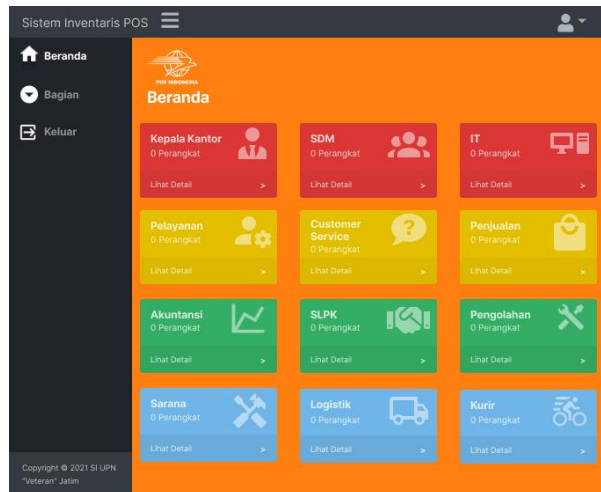 Sistem Inventaris POS
Beranda
Bagian
Keluar
POS INDONESIA
Beranda
Kepala Kantor
0 Perangkat
Lihat Detail >
SDM
0 Perangkat
Lihat Detail >
IT
0 Perangkat
Lihat Detail >
Pelayanan
0 Perangkat
Lihat Detail >
Customer
Service
0 Perangkat
Lihat Detail >
Penjualan
0 Perangkat
Lihat Detail >
Akuntansi
0 Perangkat
Lihat Detail >
SLPK
0 Perangkat
Lihat Detail >
Pengolahan
0 Perangkat
Lihat Detail >
Sarana
0 Perangkat
Lihat Detail >
Logistik
0 Perangkat
Lihat Detail >
Kurir
0 Perangkat
Lihat Detail >
Copyright © 2021 SI UPN
"Veteran" Jatim